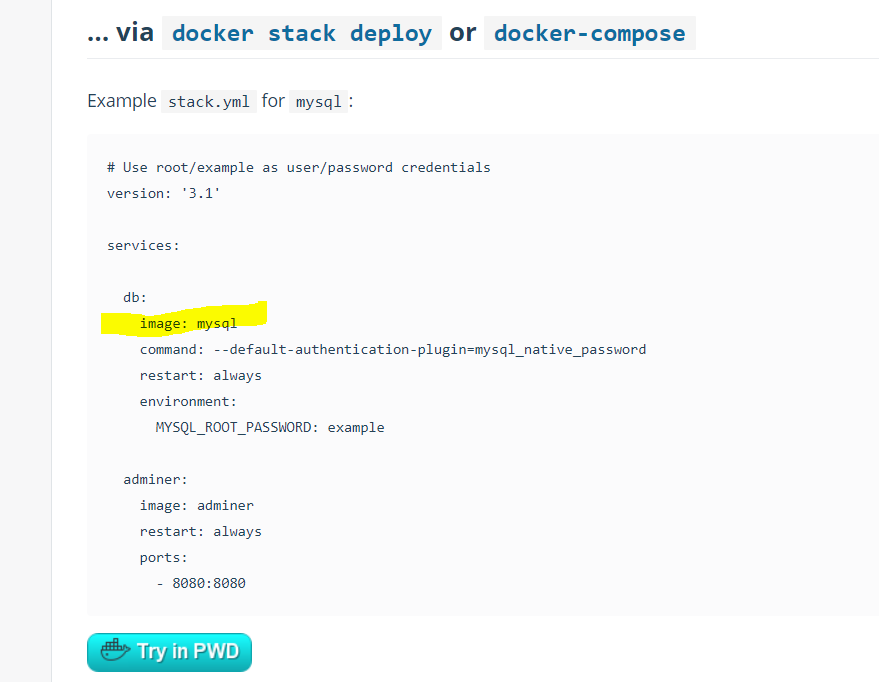 ... via docker stack deploy or docker-compose
Example stack.yml for mysql:
# Use root/example as user/password credentials
version: '3.1'
services:
db:
image: mysql
command: --default-authentication-plugin=mysql_native_password
restart: always
environment:
MYSQL_ROOT_PASSWORD: example
adminer:
image: adminer
restart: always
ports:
- 8080:8080
Try in PWD